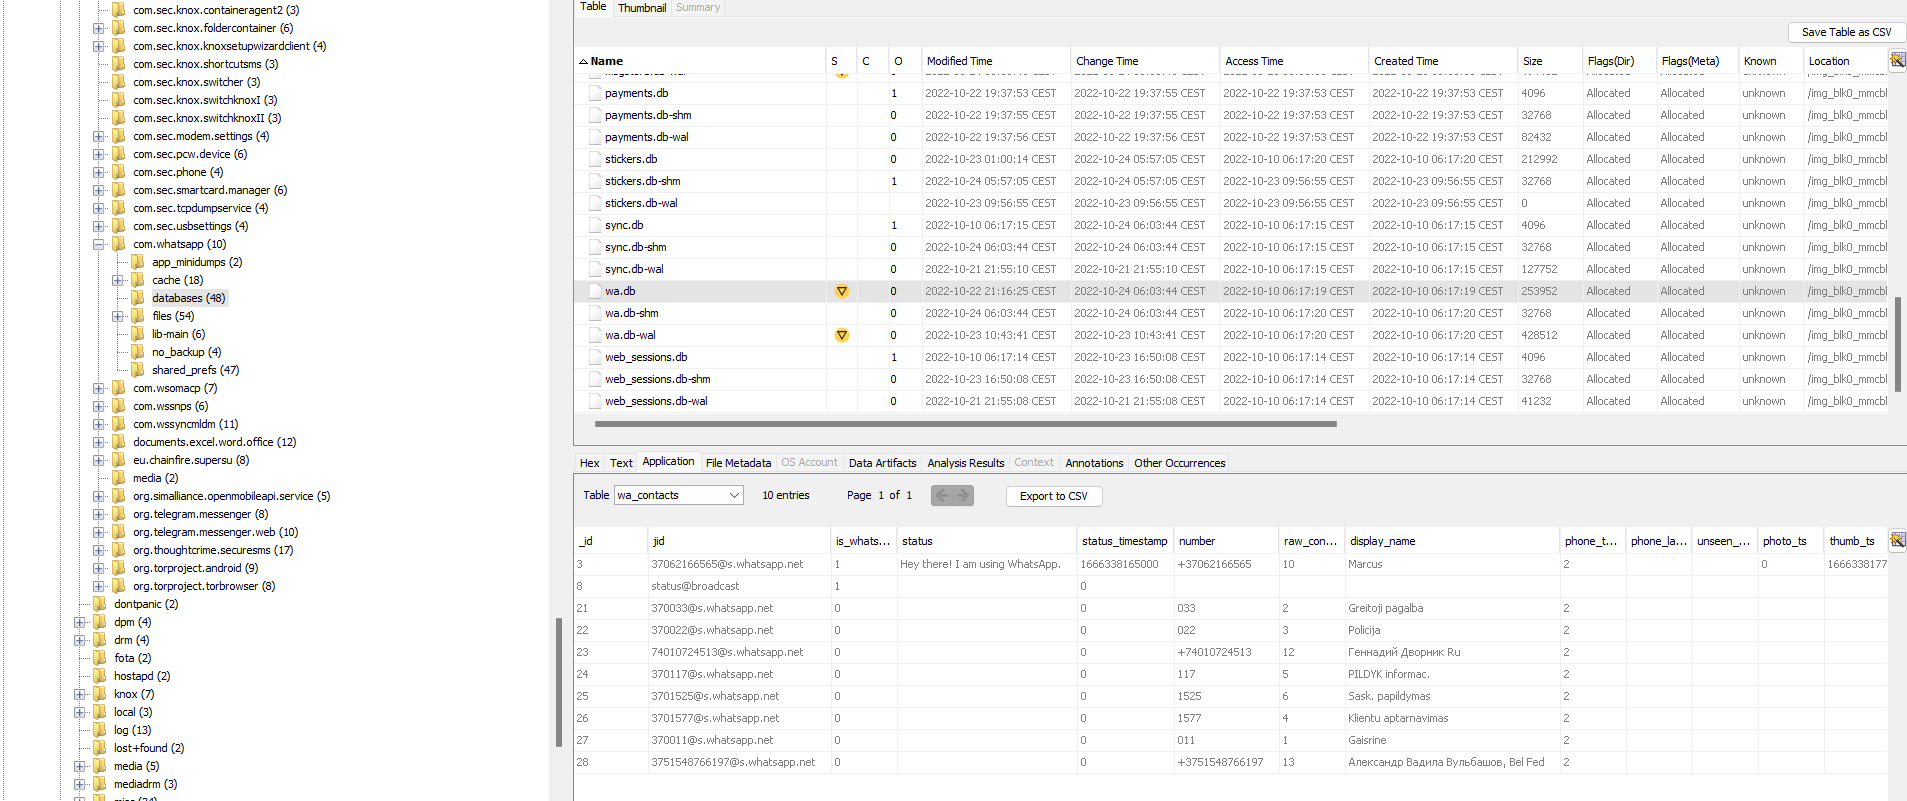 com.sec.knox.containeragent2 (3)
com.sec.knox.foldercontainer (6)
com.sec.knox.knoxsetupwizardclient (4)
com.sec.knox.shortcutsms (3)
com.sec.knox.switcher (3)
com.sec.knox.switchknoxI (3)
com.sec.knox.switchknoxII (3)
com.sec.modem.settings (4)
com.sec.pcw.device (6)
com.sec.phone (4)
com.sec.smartcard.manager (6)
com.sec.tcpdumpservice (4)
com.sec.usbsettings (4)
com.whatsapp (10)
app_minidumps (2)
cache (18)
databases (48)
files (54)
lib-main (6)
no_backup (4)
shared_prefs (47)
com.wsomacp (7)
com.wssnps (6)
com.wssyncmldm (11)
documents.excel.word.office (12)
eu.chainfire.supersu (8)
media (2)
org.simalliance.openmobileapi.service (5)
org.telegram.messenger (8)
org.telegram.messenger.web (10)
org.thoughtcrime.securesms (17)
org.torproject.android (9)
org.torproject.torbrowser (8)
dontpanic (2)
dpm (4)
drm (4)
fota (2)
hostapd (2)
knox (7)
local (3)
log (13)
lost+found (2)
media (5)
mediadrm (3)
Table Thumbnail Summary
Save Table as CSV
Name S C O Modified Time Change Time Access Time Created Time Size Flags(Dir) Flags(Meta) Known Location
payments.db 1 2022-10-22 19:37:53 CEST 2022-10-22 19:37:55 CEST 2022-10-22 19:37:53 CEST 2022-10-22 19:37:53 CEST 4096 Allocated Allocated unknown /img_blk0_mmcbl
payments.db-shm 0 2022-10-22 19:37:55 CEST 2022-10-22 19:37:55 CEST 2022-10-22 19:37:53 CEST 2022-10-22 19:37:53 CEST 32768 Allocated Allocated unknown /img_blk0_mmcbl
payments.db-wal 0 2022-10-22 19:37:56 CEST 2022-10-22 19:37:56 CEST 2022-10-22 19:37:53 CEST 2022-10-22 19:37:53 CEST 82432 Allocated Allocated unknown /img_blk0_mmcbl
stickers.db 0 2022-10-23 01:00:14 CEST 2022-10-24 05:57:05 CEST 2022-10-10 06:17:20 CEST 2022-10-10 06:17:20 CEST 212992 Allocated Allocated unknown /img_blk0_mmcbl
stickers.db-shm 1 2022-10-24 05:57:05 CEST 2022-10-24 05:57:05 CEST 2022-10-23 09:56:55 CEST 2022-10-23 09:56:55 CEST 32768 Allocated Allocated unknown /img_blk0_mmcbl
stickers.db-wal 2022-10-23 09:56:55 CEST 2022-10-23 09:56:55 CEST 2022-10-23 09:56:55 CEST 2022-10-23 09:56:55 CEST 0 Allocated Allocated unknown /img_blk0_mmcbl
sync.db 1 2022-10-10 06:17:15 CEST 2022-10-24 06:03:44 CEST 2022-10-10 06:17:15 CEST 2022-10-10 06:17:15 CEST 4096 Allocated Allocated unknown /img_blk0_mmcbl
sync.db-shm 0 2022-10-24 06:03:44 CEST 2022-10-24 06:03:44 CEST 2022-10-10 06:17:15 CEST 2022-10-10 06:17:15 CEST 32768 Allocated Allocated unknown /img_blk0_mmcbl
sync.db-wal 0 2022-10-21 21:55:10 CEST 2022-10-21 21:55:10 CEST 2022-10-10 06:17:15 CEST 2022-10-10 06:17:15 CEST 127752 Allocated Allocated unknown /img_blk0_mmcbl
wa.db 0 2022-10-22 21:16:25 CEST 2022-10-24 06:03:44 CEST 2022-10-10 06:17:19 CEST 2022-10-10 06:17:19 CEST 253952 Allocated Allocated unknown /img_blk0_mmcbl
wa.db-shm 0 2022-10-24 06:03:44 CEST 2022-10-24 06:03:44 CEST 2022-10-10 06:17:20 CEST 2022-10-10 06:17:20 CEST 32768 Allocated Allocated unknown /img_blk0_mmcbl
wa.db-wal 0 2022-10-23 10:43:41 CEST 2022-10-23 10:43:41 CEST 2022-10-10 06:17:20 CEST 2022-10-10 06:17:20 CEST 428512 Allocated Allocated unknown /img_blk0_mmcbl
web_sessions.db 1 2022-10-10 06:17:14 CEST 2022-10-23 16:50:08 CEST 2022-10-10 06:17:14 CEST 2022-10-10 06:17:14 CEST 4096 Allocated Allocated unknown /img_blk0_mmcbl
web_sessions.db-shm 0 2022-10-23 16:50:08 CEST 2022-10-23 16:50:08 CEST 2022-10-10 06:17:14 CEST 2022-10-10 06:17:14 CEST 32768 Allocated Allocated unknown /img_blk0_mmcbl
web_sessions.db-wal 0 2022-10-21 21:55:08 CEST 2022-10-21 21:55:08 CEST 2022-10-10 06:17:14 CEST 2022-10-10 06:17:14 CEST 41232 Allocated Allocated unknown /img_blk0_mmcbl
Hex Text Application File Metadata OS Account Data Artifacts Analysis Results Context Annotations Other Occurrences
Table wa_contacts 10 entries Page 1 of 1 Export to CSV
_id jid is_whats... status status_timestamp number raw_con... display_name phone_t... phone_la... unseen_... photo_ts thumb_ts
3 37062166565@s.whatsapp.net 1 Hey there! I am using WhatsApp. 1666338165000 +37062166565 10 Marcus 2 0 1666338177
8 status@broadcast 1 0
21 370033@s.whatsapp.net 0 0 033 2 Greitoji pagalba 2
22 370022@s.whatsapp.net 0 0 022 3 Policija 2
23 74010724513@s.whatsapp.net 0 0 +74010724513 12 Геннадий Дворник Ru 2
24 370117@s.whatsapp.net 0 0 117 5 PILDYK informac. 2
25 3701525@s.whatsapp.net 0 0 1525 6 Sask. papildymas 2
26 3701577@s.whatsapp.net 0 0 1577 4 Klientu aptarnavimas 2
27 370011@s.whatsapp.net 0 0 011 1 Gaisrine 2
28 3751548766197@s.whatsapp.net 0 0 +3751548766197 13 Александр Вадила Вульбашов, Bel Fed 2